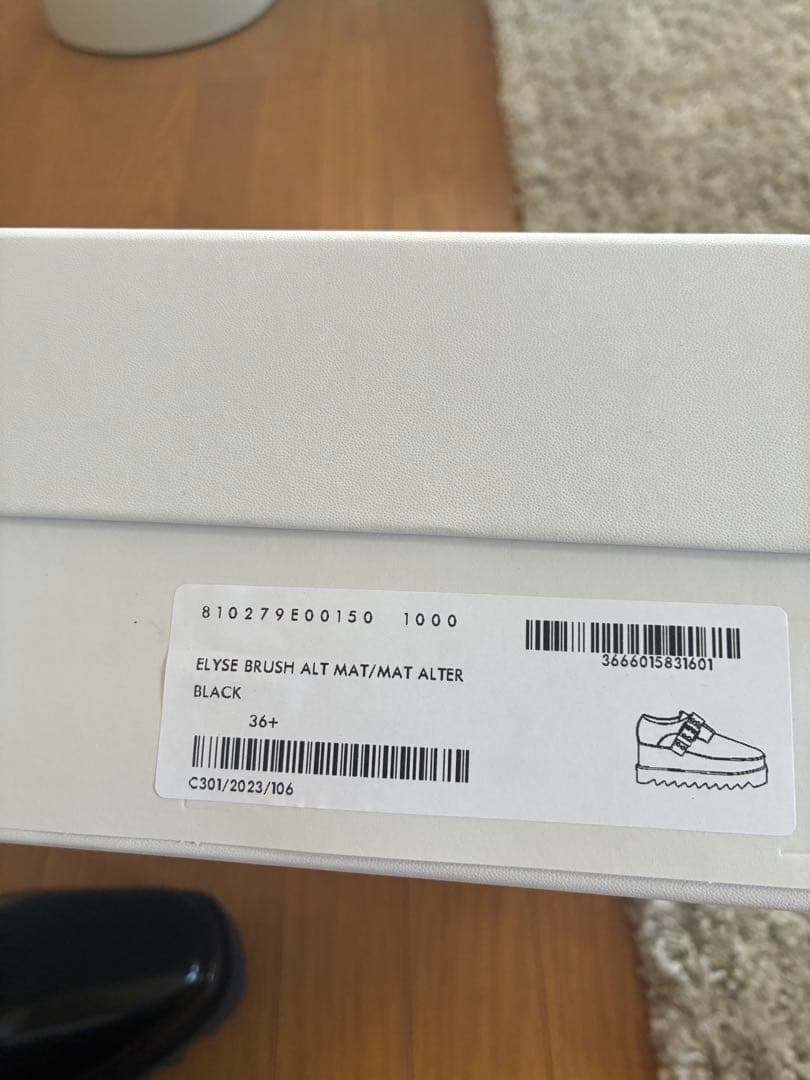 810279E00150 1000
3666015831601
ELYSE BRUSH ALT MAT/MAT ALTER
BLACK
36+
C301/2023/106